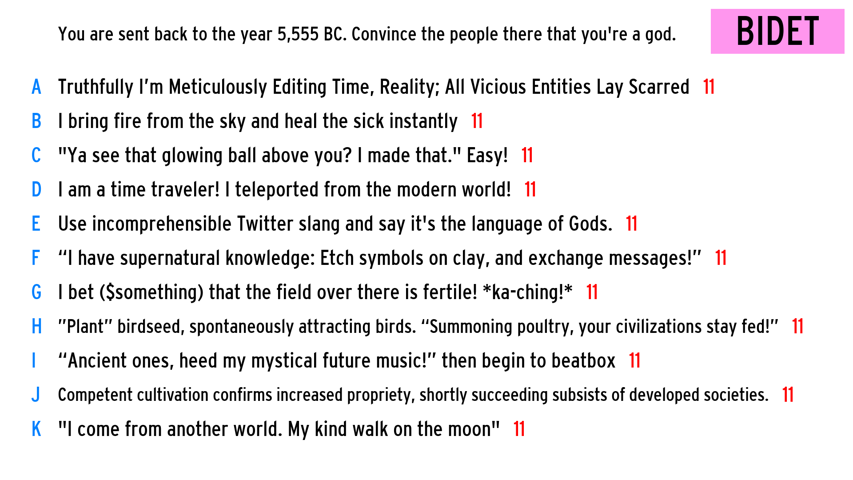 You are sent back to the year 5,555 BC. Convince the people there that you're a god.
BIDET
A Truthfully I’m Meticulously Editing Time, Reality; All Vicious Entities Lay Scarred 11
B I bring fire from the sky and heal the sick instantly 11
C "Ya see that glowing ball above you? I made that." Easy! 11
D I am a time traveler! I teleported from the modern world! 11
E Use incomprehensible Twitter slang and say it's the language of Gods. 11
F “I have supernatural knowledge: Etch symbols on clay, and exchange messages!” 11
G I bet ($something) that the field over there is fertile! *ka-ching!* 11
H ”Plant” birdseed, spontaneously attracting birds. “Summoning poultry, your civilizations stay fed!” 11
I “Ancient ones, heed my mystical future music!” then begin to beatbox 11
J Competent cultivation confirms increased propriety, shortly succeeding subsists of developed societies. 11
K "I come from another world. My kind walk on the moon" 11